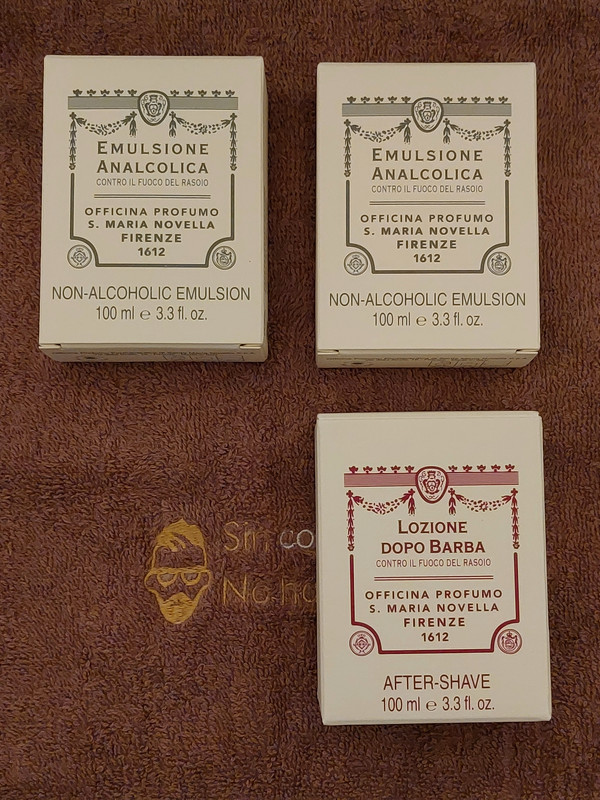 EMULSIONE
ANALCOLICA
CONTRO IL FUOCO DEL RASOIO
OFFICINA PROFUMO
S. MARIA NOVELLA
FIRENZE
1612
NON-ALCOHOLIC EMULSION
100 ml ℮ 3.3 fl. oz.
EMULSIONE
ANALCOLICA
CONTRO IL FUOCO DEL RASOIO
OFFICINA PROFUMO
S. MARIA NOVELLA
FIRENZE
1612
NON-ALCOHOLIC EMULSION
100 ml ℮ 3.3 fl. oz.
LOZIONE
DOPO BARBA
CONTRO IL FUOCO DEL RASOIO
OFFICINA PROFUMO
S. MARIA NOVELLA
FIRENZE
1612
AFTER-SHAVE
100 ml ℮ 3.3 fl. oz.
Sin